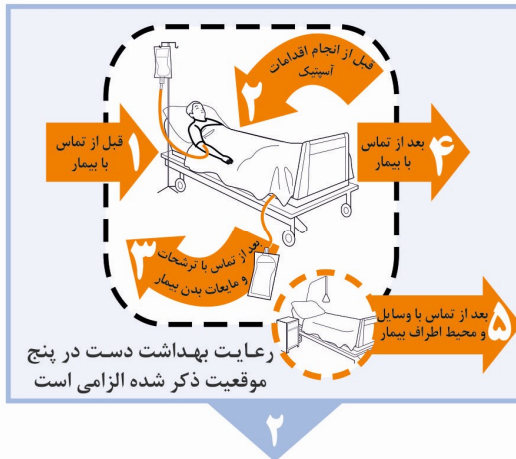 ۱
قبل از تماس
با بیمار
۲
قبل از انجام اقدامات
آسپتیک
۳
بعد از تماس با ترشحات
و مایعات بدن بیمار
۴
بعد از تماس
با بیمار
۵
بعد از تماس با وسایل
و محیط اطراف بیمار
رعایت بهداشت دست در پنج
موقعیت ذکر شده الزامی است
۲